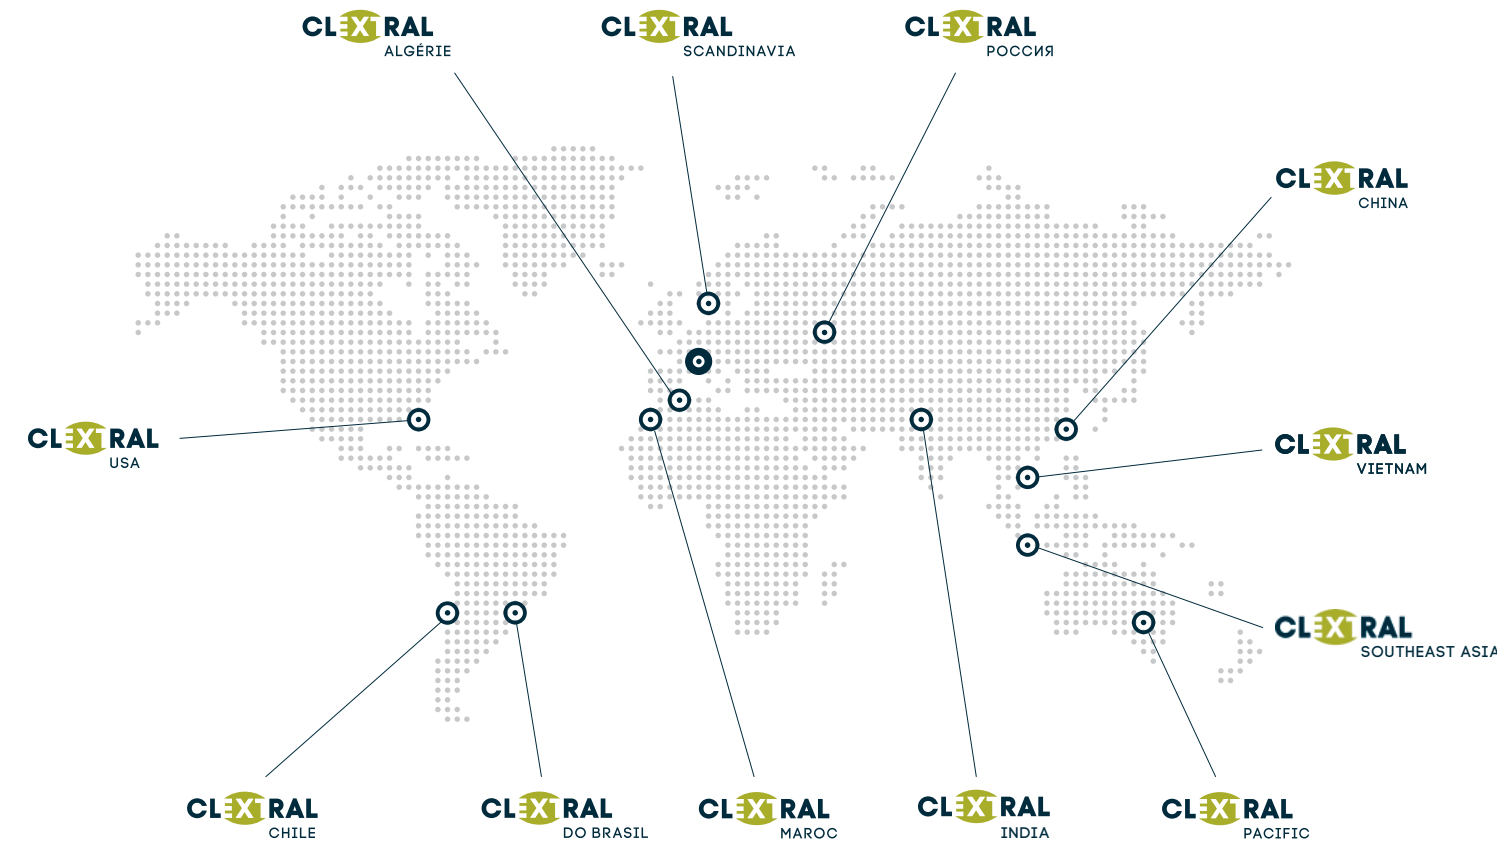 CLEXTRAL
ALGÉRIE
CLEXTRAL
SCANDINAVIA
CLEXTRAL
РОССИЯ
CLEXTRAL
CHINA
CLEXTRAL
USA
CLEXTRAL
VIETNAM
CLEXTRAL
SOUTHEAST ASIA
CLEXTRAL
CHILE
CLEXTRAL
DO BRASIL
CLEXTRAL
MAROC
CLEXTRAL
INDIA
CLEXTRAL
PACIFIC